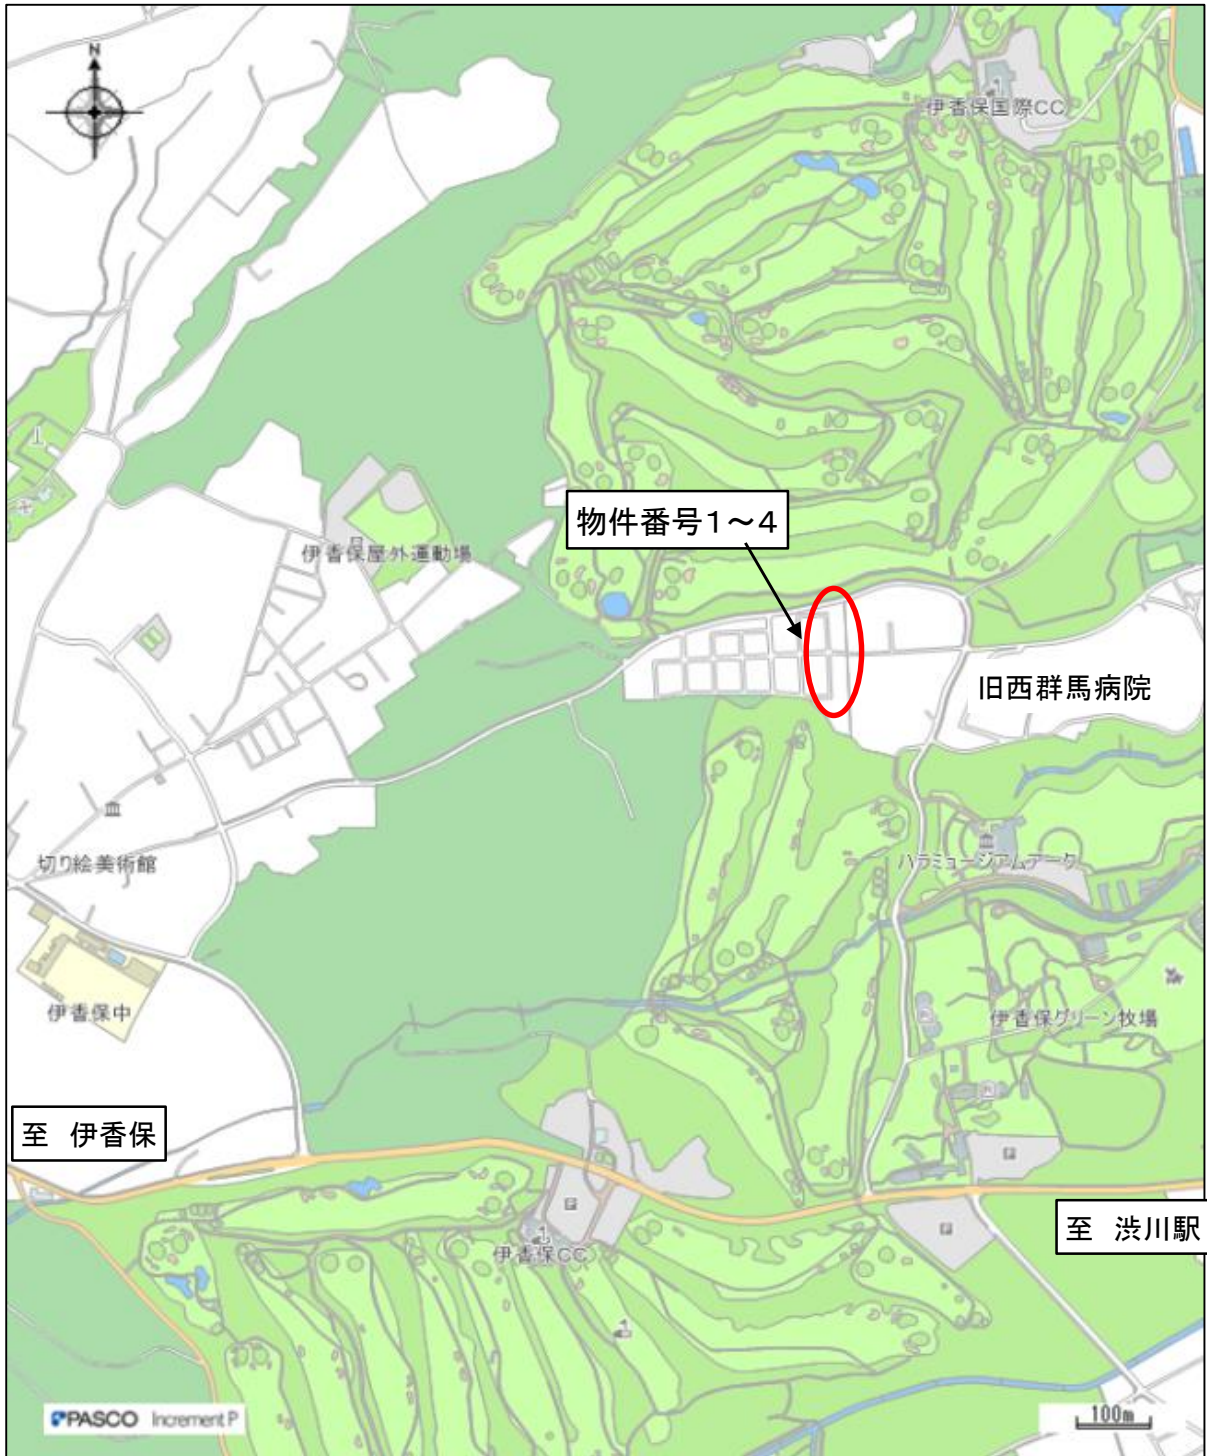 N
伊香保国際CC
物件番号1～4
伊香保屋外運動場
旧西群馬病院
切り絵美術館
ハラミュージアムアーク
伊香保中
伊香保グリーン牧場
至 伊香保
P
P
P
至 渋川駅
伊香保CC
PASCO Increment P
100m